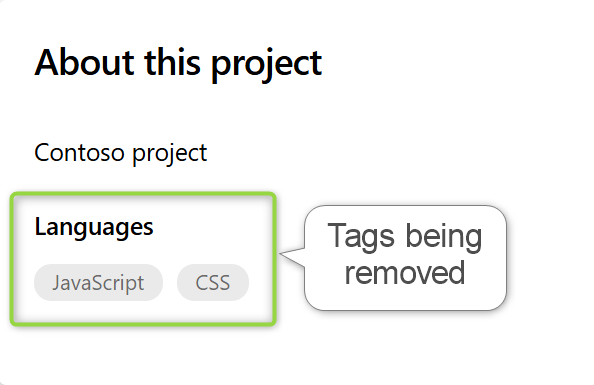 About this project
Contoso project
Languages
JavaScript CSS
Tags being
removed